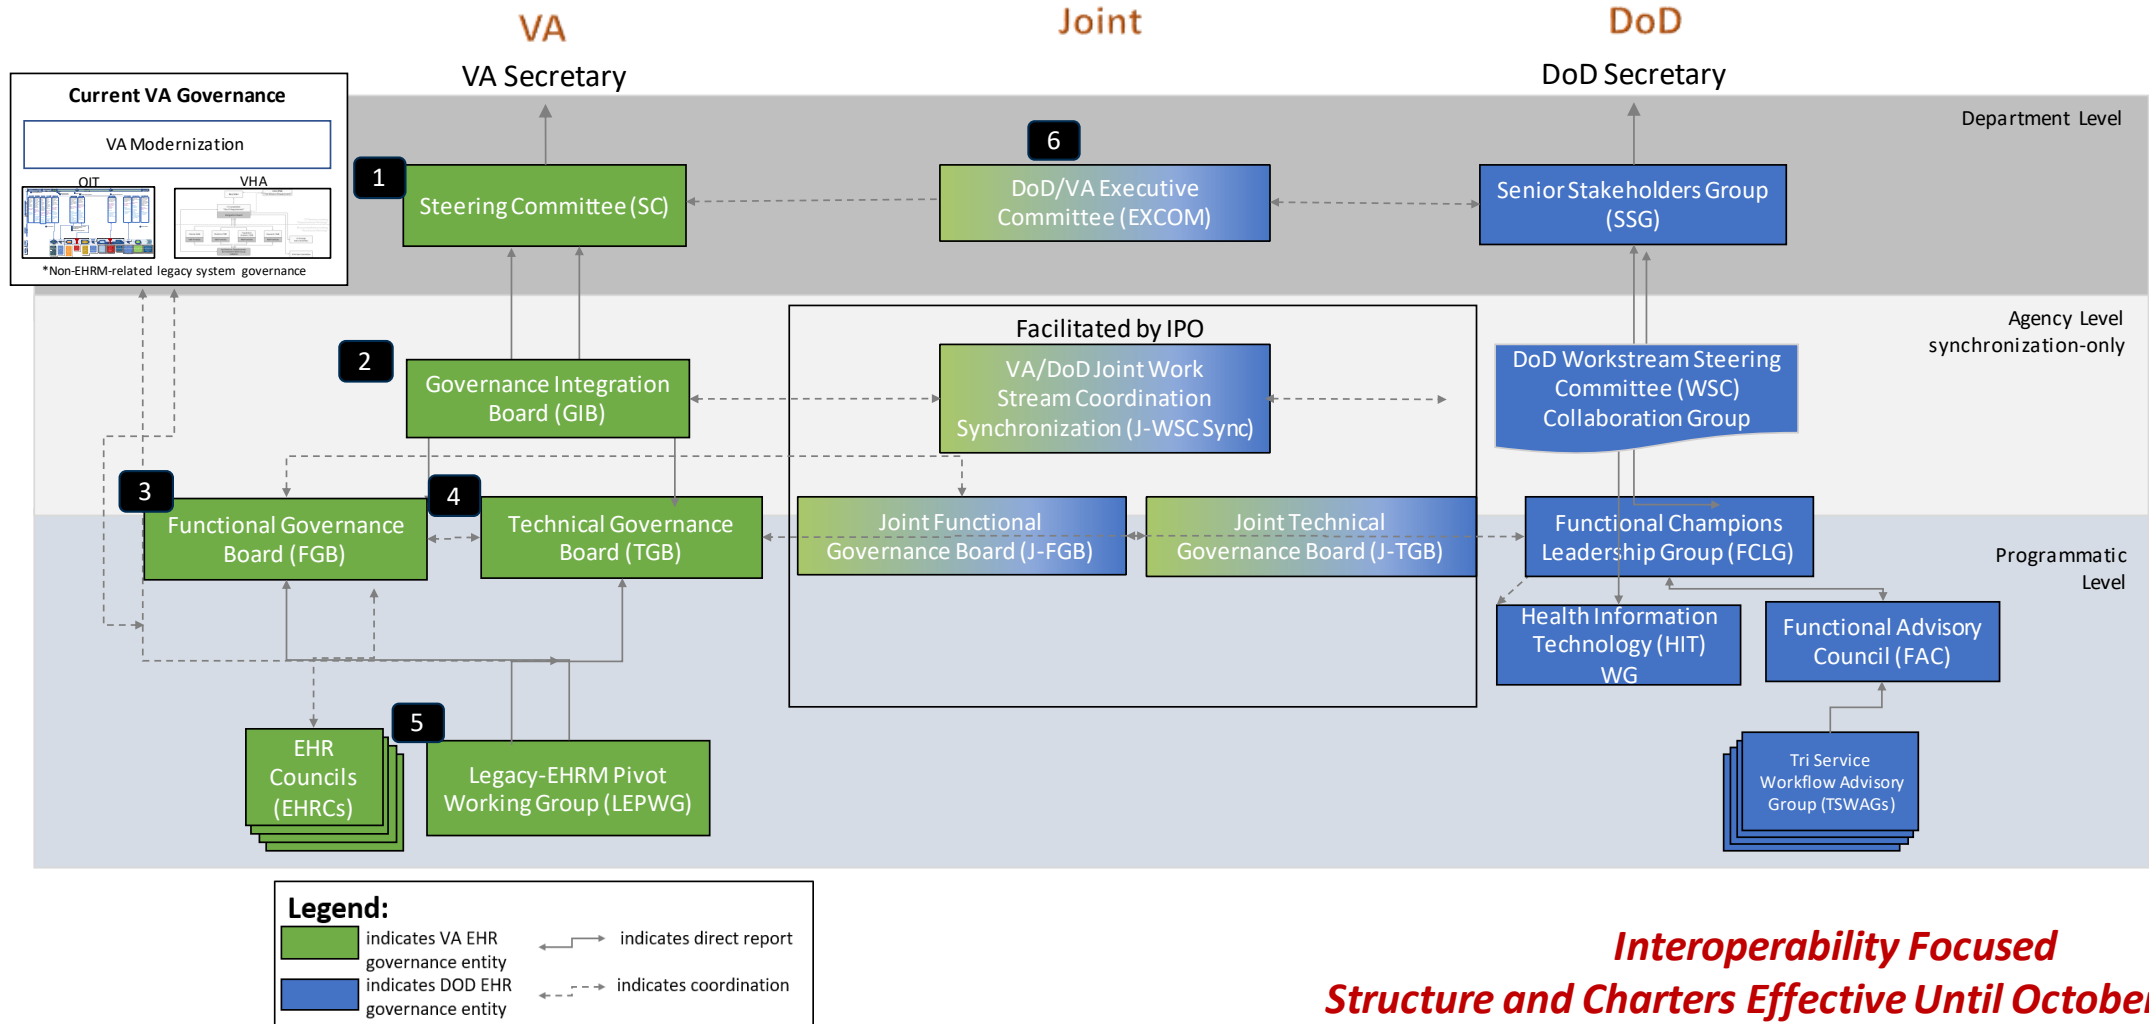 VA
Joint
DoD
VA Secretary
DoD Secretary
Current VA Governance
VA Modernization
OIT
VHA
*Non-EHRM-related legacy system governance
Department Level
1
Steering Committee (SC)
6
DoD/VA Executive
Committee (EXCOM)
Senior Stakeholders Group
(SSG)
Agency Level
synchronization-only
Facilitated by IPO
2
Governance Integration
Board (GIB)
VA/DoD Joint Work
Stream Coordination
Synchronization (J-WSC Sync)
DoD Workstream Steering
Committee (WSC)
Collaboration Group
3
Functional Governance
Board (FGB)
4
Technical Governance
Board (TGB)
Joint Functional
Governance Board (J-FGB)
Joint Technical
Governance Board (J-TGB)
Functional Champions
Leadership Group (FCLG)
Programmatic
Level
Health Information
Technology (HIT)
WG
Functional Advisory
Council (FAC)
EHR
Councils
(EHRCs)
5
Legacy-EHRM Pivot
Working Group (LEPWG)
Tri Service
Workflow Advisory
Group (TSWAGs)
Legend:
indicates VA EHR
governance entity
indicates direct report
indicates DOD EHR
governance entity
indicates coordination
Interoperability Focused
Structure and Charters Effective Until October